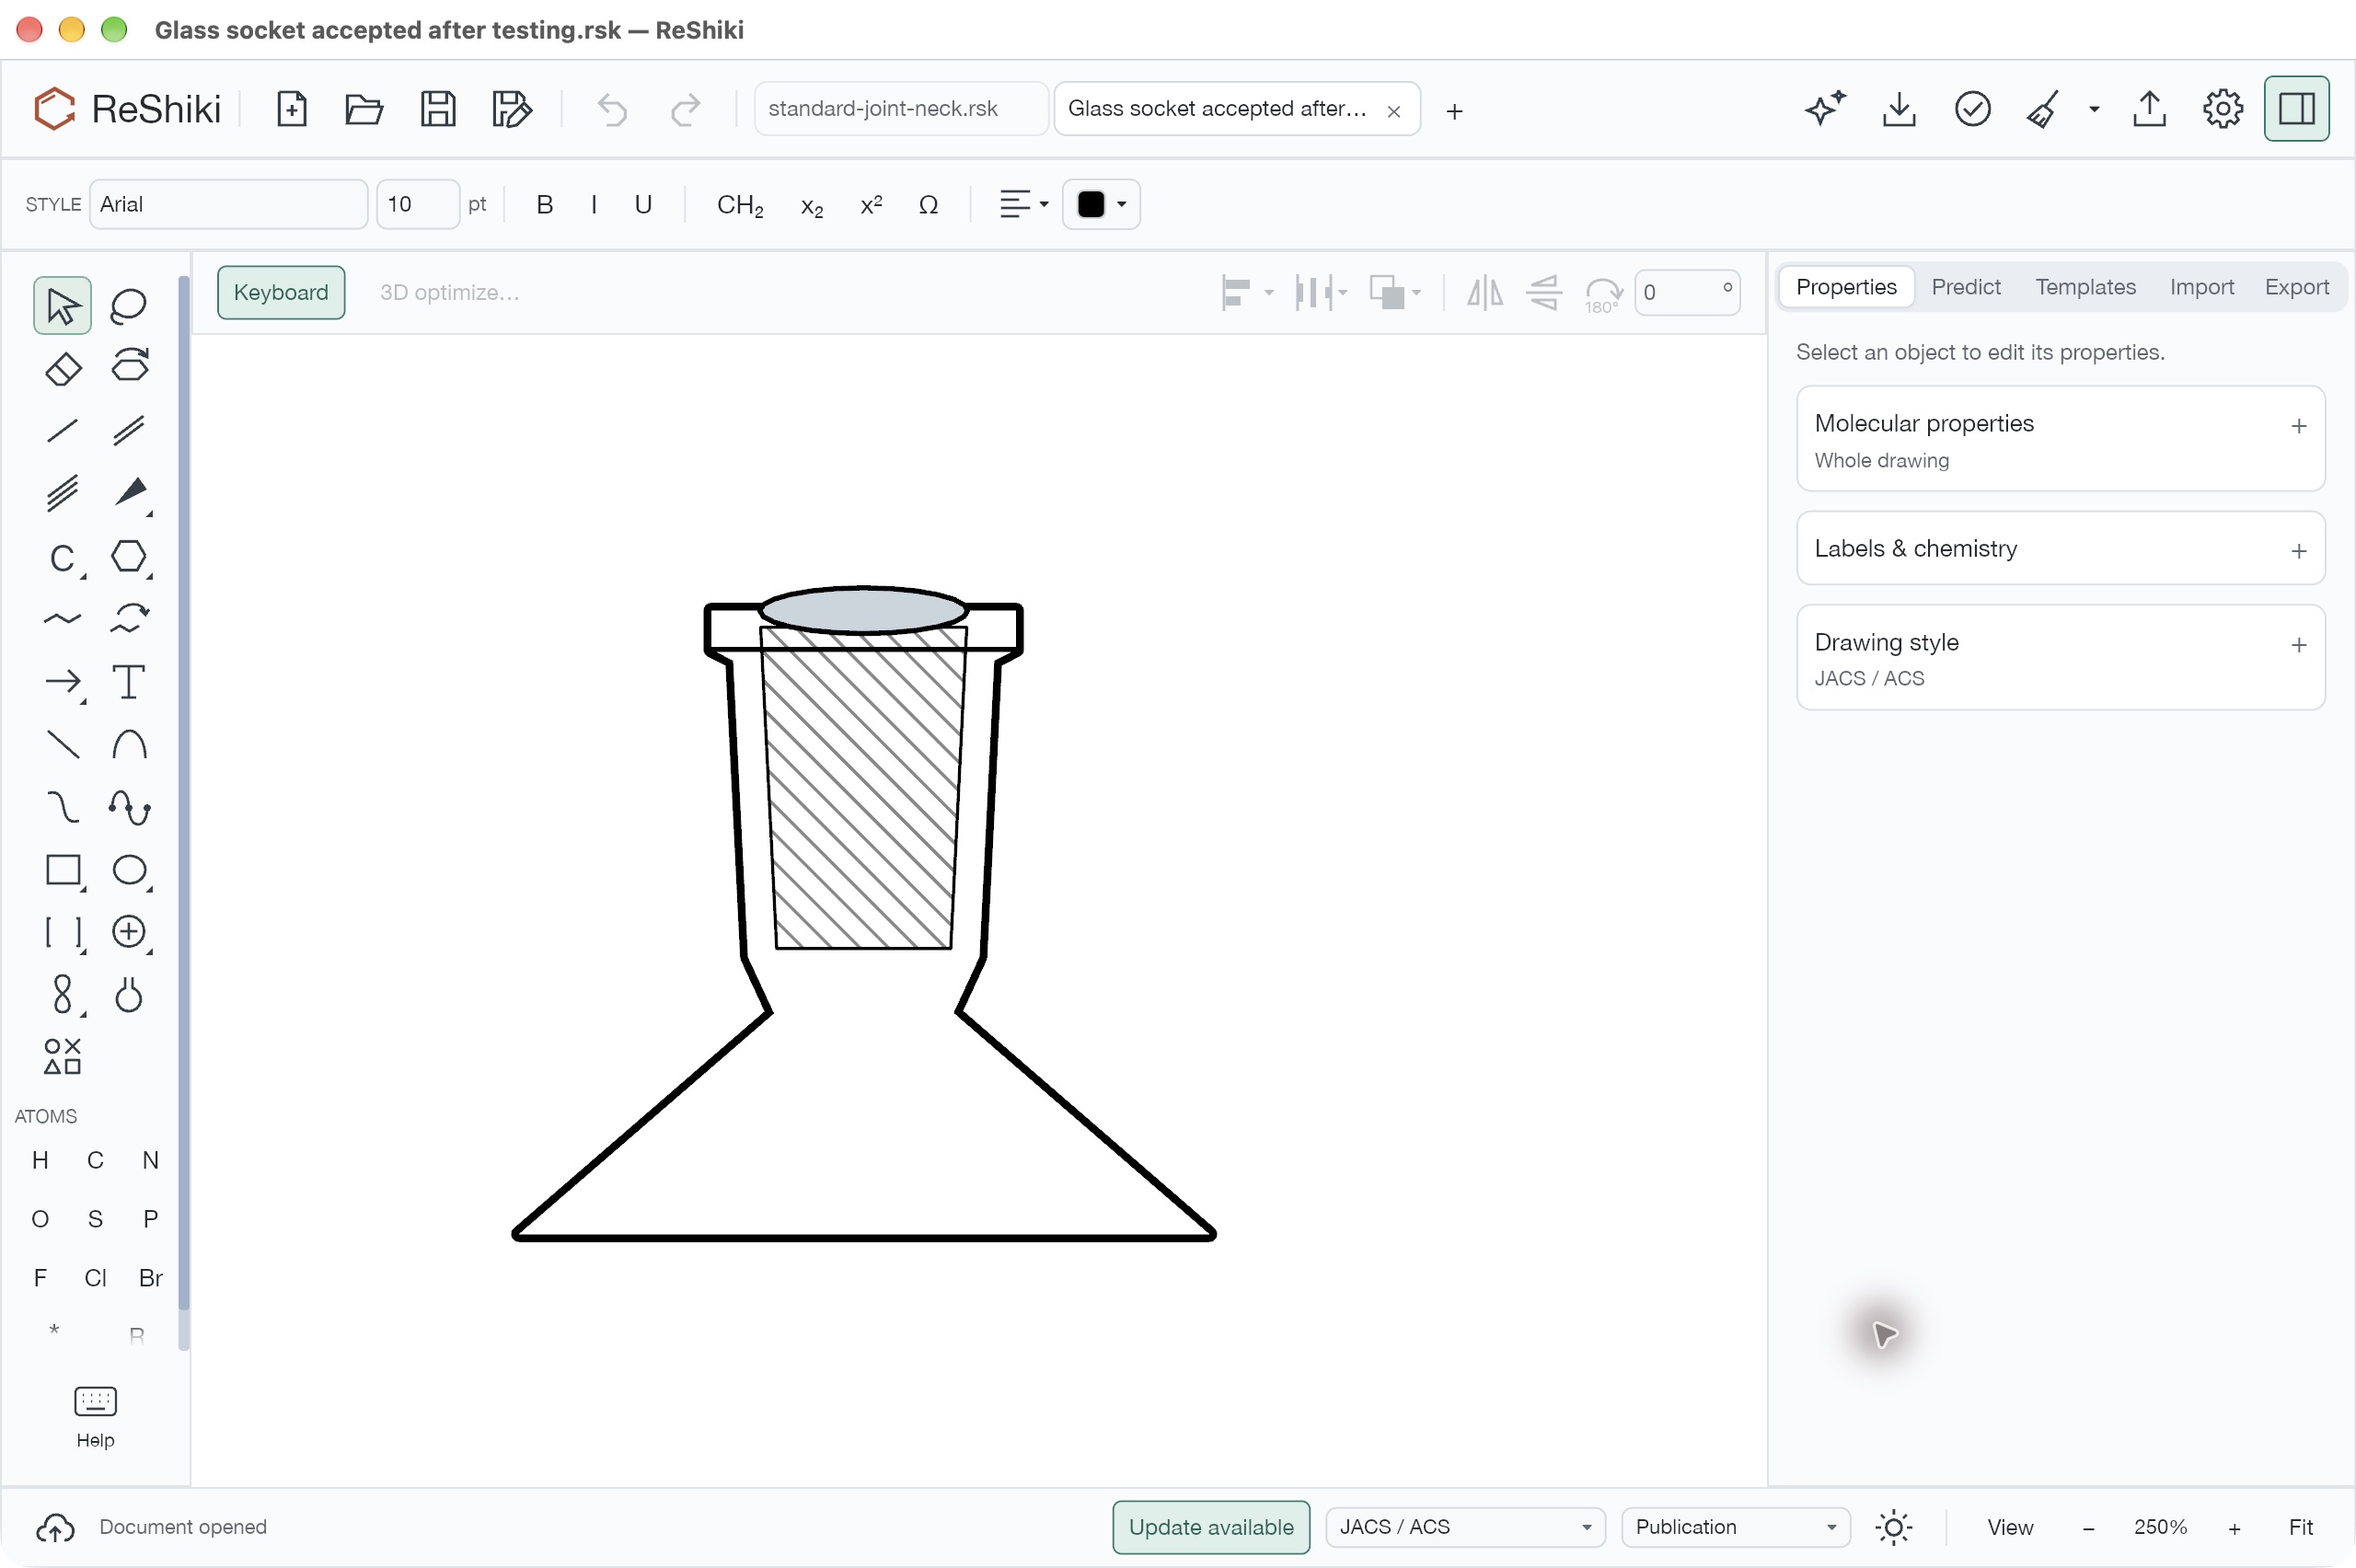 Glass socket accepted after testing.rsk — ReShiki
ReShiki
standard-joint-neck.rsk
Glass socket accepted after...
STYLE Arial 10 pt B I U CH₂ x₂ x² Ω
Keyboard 3D optimize...
180° 0 °
Properties Predict Templates Import Export
Select an object to edit its properties.
Molecular properties
Whole drawing
Labels & chemistry
Drawing style
JACS / ACS
C
T
ATOMS
H C N
O S P
F Cl Br
* R
Help
Document opened
Update available JACS / ACS Publication View − 250% + Fit